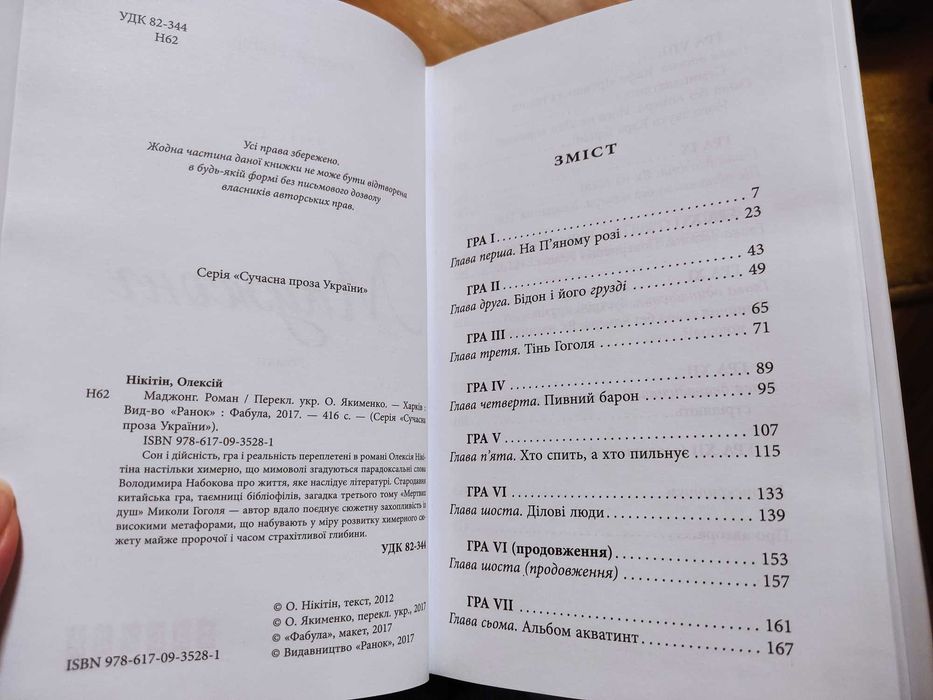 УДК 82-344
Н62
Усі права збережено.
Жодна частина даної книжки не може бути відтворена
в будь-якій формі без письмового дозволу
власників авторських прав.
Серія «Сучасна проза України»
Нікітін, Олексій
Н62 Маджонг. Роман / Перекл. укр. О. Якименко. — Харків :
Вид-во «Ранок» : Фабула, 2017. — 416 с. — (Серія «Сучасна
проза України»).
ISBN 978-617-09-3528-1
Сон і дійсність, гра і реальність переплетені в романі Олексія Нікі-
тіна настільки химерно, що мимоволі згадуються парадоксальні слова
Володимира Набокова про життя, яке наслідує літературі. Стародавня
китайська гра, таємниці бібліофілів, загадка третього тому «Мертвих
душ» Миколи Гоголя — автор вдало поєднує сюжетну захопливість із
високими метафорами, що набувають у міру розвитку химерного сю-
жету майже пророчої і часом страхітливої глибини.
УДК 82-344
© О. Нікітін, текст, 2012
© О. Якименко, перекл. укр., 2017
© «Фабула», макет, 2017
© Видавництво «Ранок», 2017
ISBN 978-617-09-3528-1
ЗМІСТ
ГРА I. . . . . . . . . . . . . . . . . . . . . . . . . . 7
Глава перша. На П'яному розі . . . . . . . . . . . . 23
ГРА II . . . . . . . . . . . . . . . . . . . . . . . . . 43
Глава друга. Бідон і його грузді . . . . . . . . . . . 49
ГРА III . . . . . . . . . . . . . . . . . . . . . . . . 65
Глава третя. Тінь Гоголя . . . . . . . . . . . . . . . 71
ГРА IV . . . . . . . . . . . . . . . . . . . . . . . . 89
Глава четверта. Пивний барон . . . . . . . . . . . . 95
ГРА V . . . . . . . . . . . . . . . . . . . . . . . . 107
Глава п'ята. Хто спить, а хто пильнує . . . . . . . . 115
ГРА VI . . . . . . . . . . . . . . . . . . . . . . . . 133
Глава шоста. Ділові люди. . . . . . . . . . . . . . . 139
ГРА VI (продовження) . . . . . . . . . . . . . . . . 153
Глава шоста (продовження) . . . . . . . . . . . . . 157
ГРА VII . . . . . . . . . . . . . . . . . . . . . . . 161
Глава сьома. Альбом акватинт . . . . . . . . . . . . 167